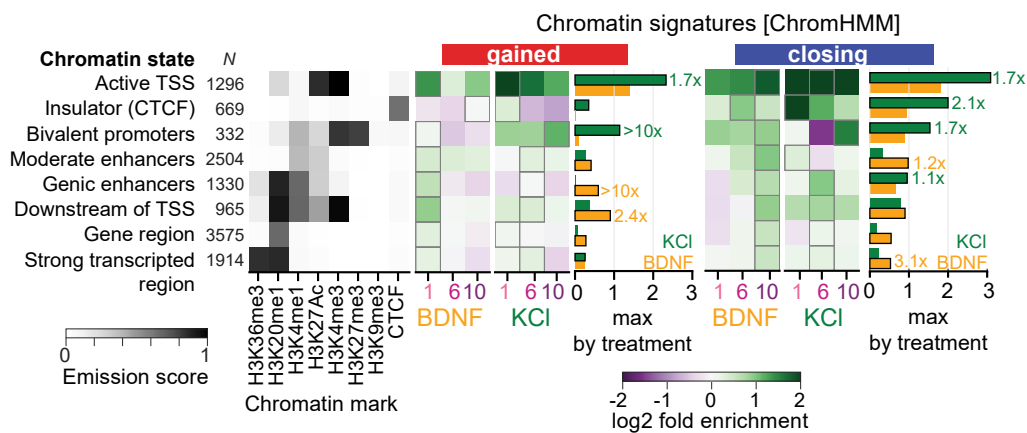 Chromatin signatures [ChromHMM]
Chromatin state N gained closing
Active TSS 1296 1.7x 1.7x
Insulator (CTCF) 669 2.1x
Bivalent promoters 332 >10x 1.7x
Moderate enhancers 2504 1.2x
Genic enhancers 1330 >10x 1.1x
Downstream of TSS 965 2.4x
Gene region 3575 KCl KCl
Strong transcribed 1914 BDNF 3.1x BDNF
region
1 6 10 1 6 10 0 1 2 3 1 6 10 1 6 10 0 1 2 3
BDNF KCl max by treatment BDNF KCl max by treatment
H3K36me3 H3K20me1 H3K4me1 H3K27Ac H3K4me3 H3K27me3 H3K9me3 CTCF
0 1
Emission score
Chromatin mark
-2 -1 0 1 2
log2 fold enrichment